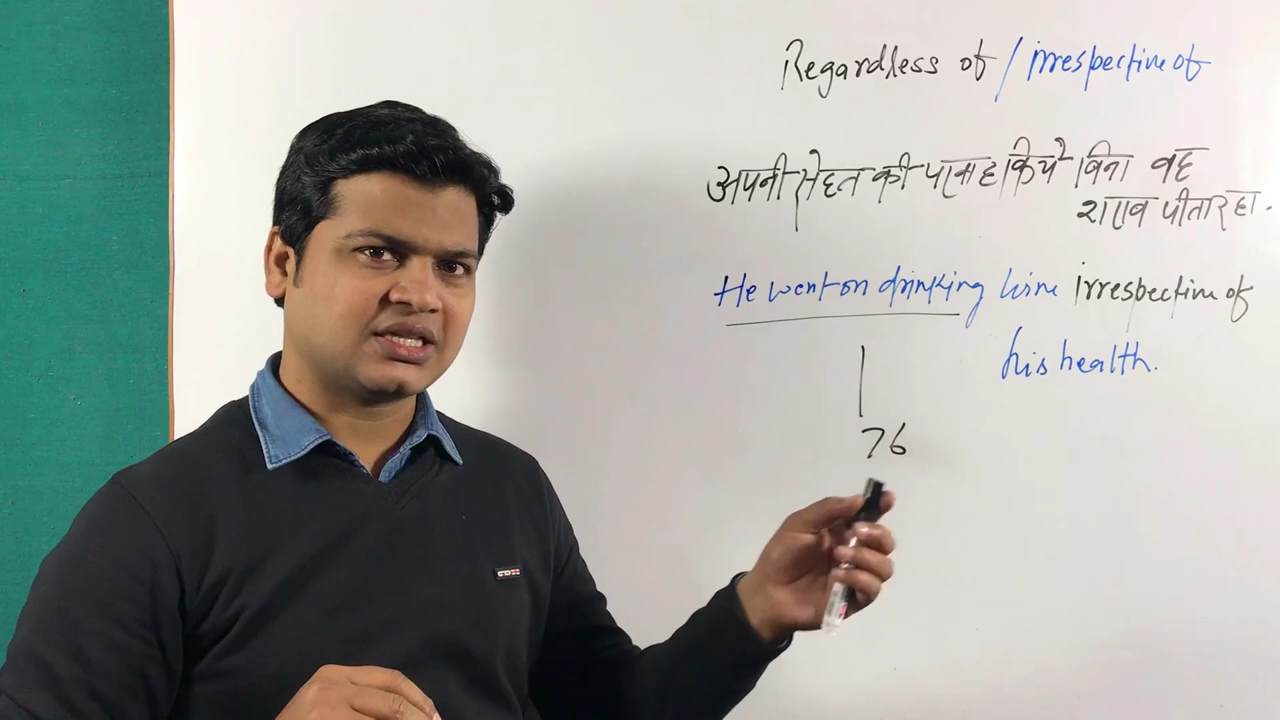 Regardless of / irrespective of
अपनी सेहत की परवाह किये बिना वह
शराब पीता रहा.
He went on drinking wine irrespective of
his health.
76